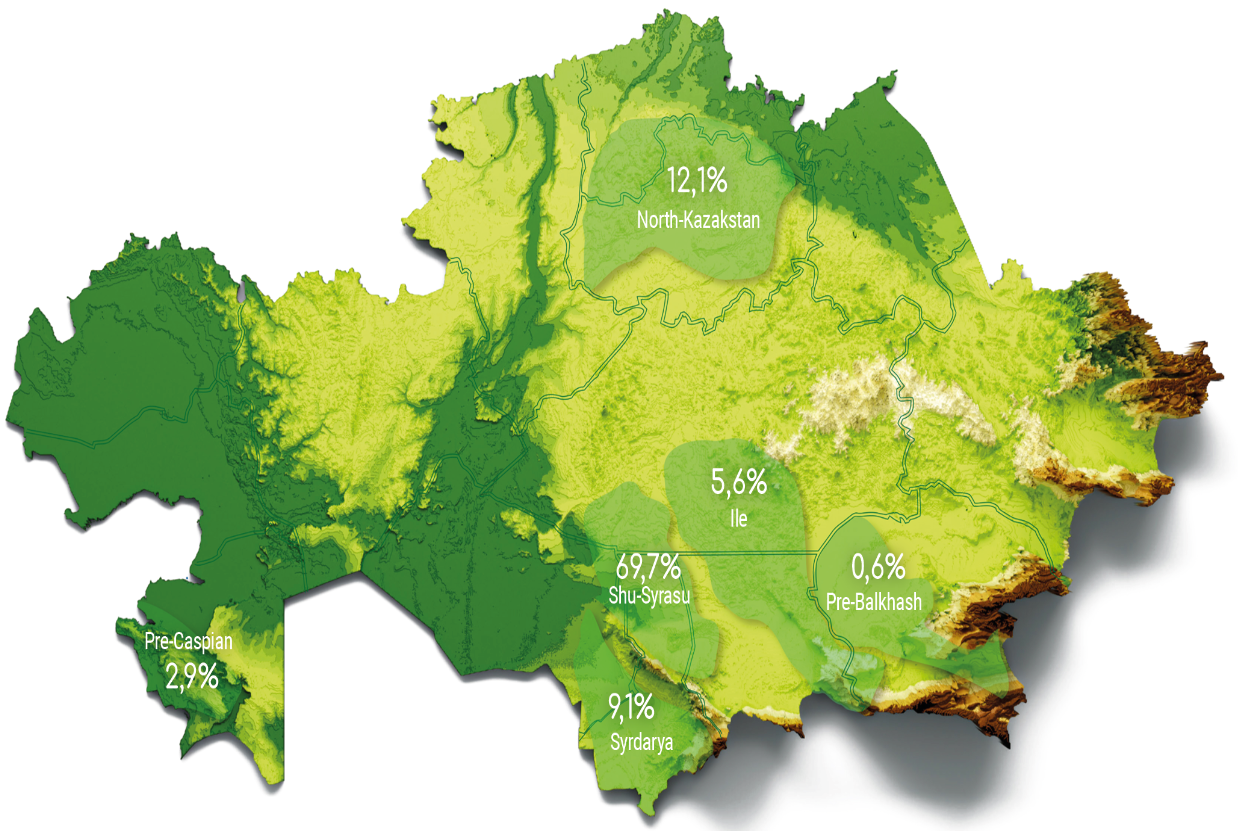 12,1%
North-Kazakstan
5,6%
Ile
69,7%
Shu-Syrasu
0,6%
Pre-Balkhash
Pre-Caspian
2,9%
9,1%
Syrdarya